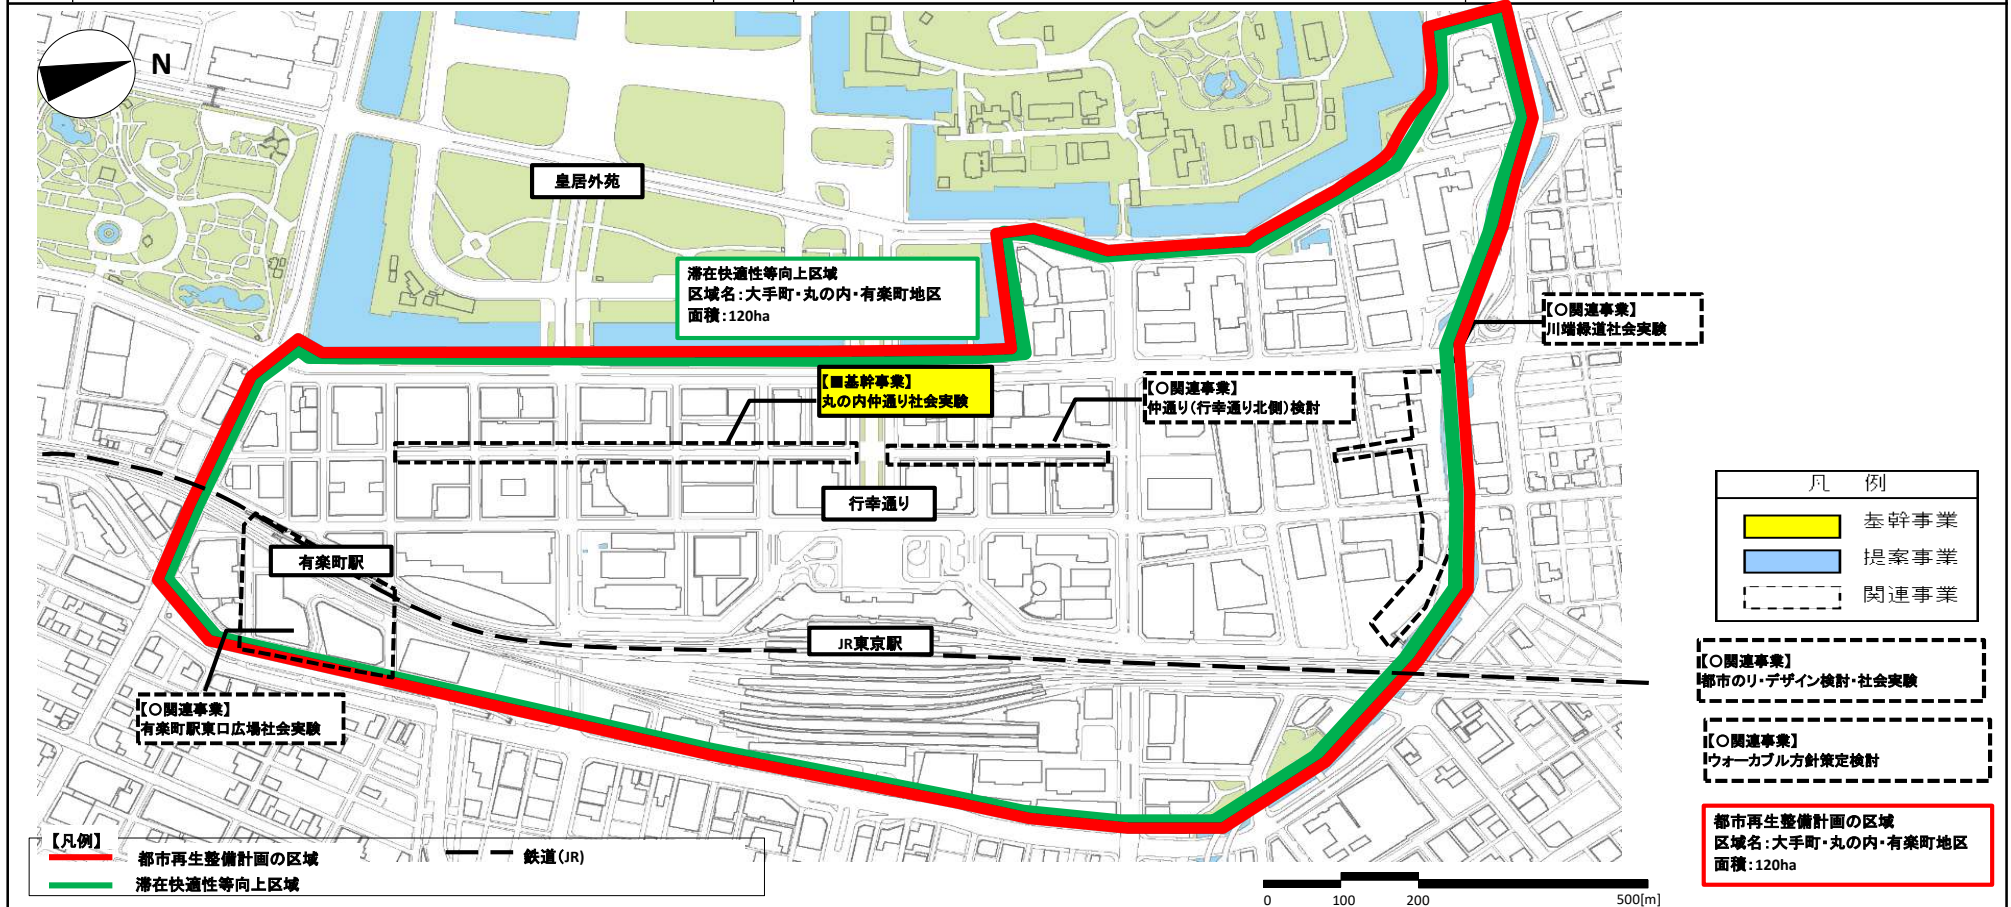 N
皇居外苑
滞在快適性等向上区域
区域名：大手町・丸の内・有楽町地区
面積：120ha
【〇関連事業】
川端緑道社会実験
【■基幹事業】
丸の内仲通り社会実験
【〇関連事業】
仲通り（行幸通り北側）検討
行幸通り
有楽町駅
JR東京駅
【〇関連事業】
有楽町駅東口広場社会実験
凡　例
基幹事業
提案事業
関連事業
【〇関連事業】
都市のリ・デザイン検討・社会実験
【〇関連事業】
ウォーカブル方針策定検討
都市再生整備計画の区域
区域名：大手町・丸の内・有楽町地区
面積：120ha
【凡例】
都市再生整備計画の区域
鉄道（JR）
滞在快適性等向上区域
0 100 200 500[m]